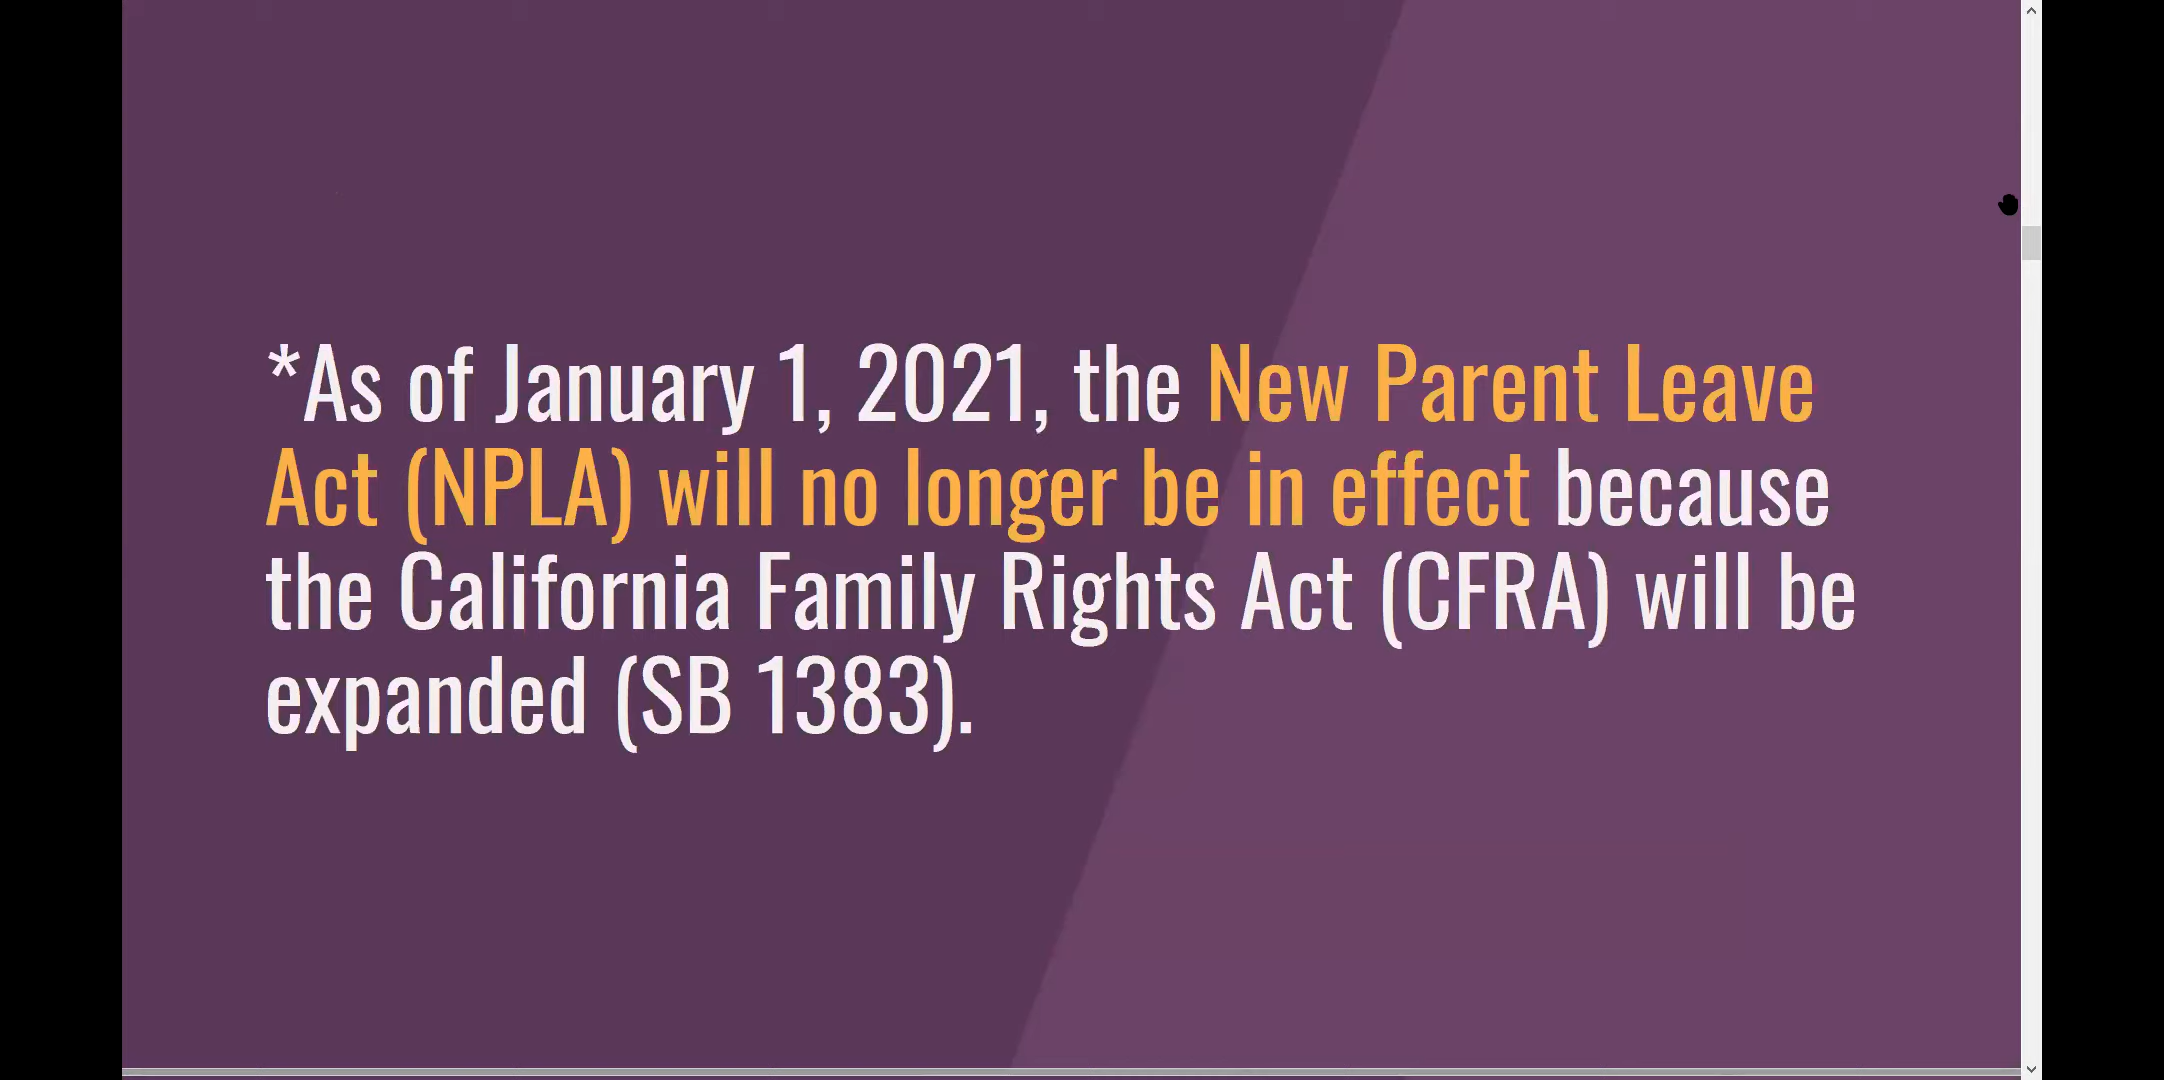 *As of January 1, 2021, the New Parent Leave
Act (NPLA) will no longer be in effect because
the California Family Rights Act (CFRA) will be
expanded (SB 1383).